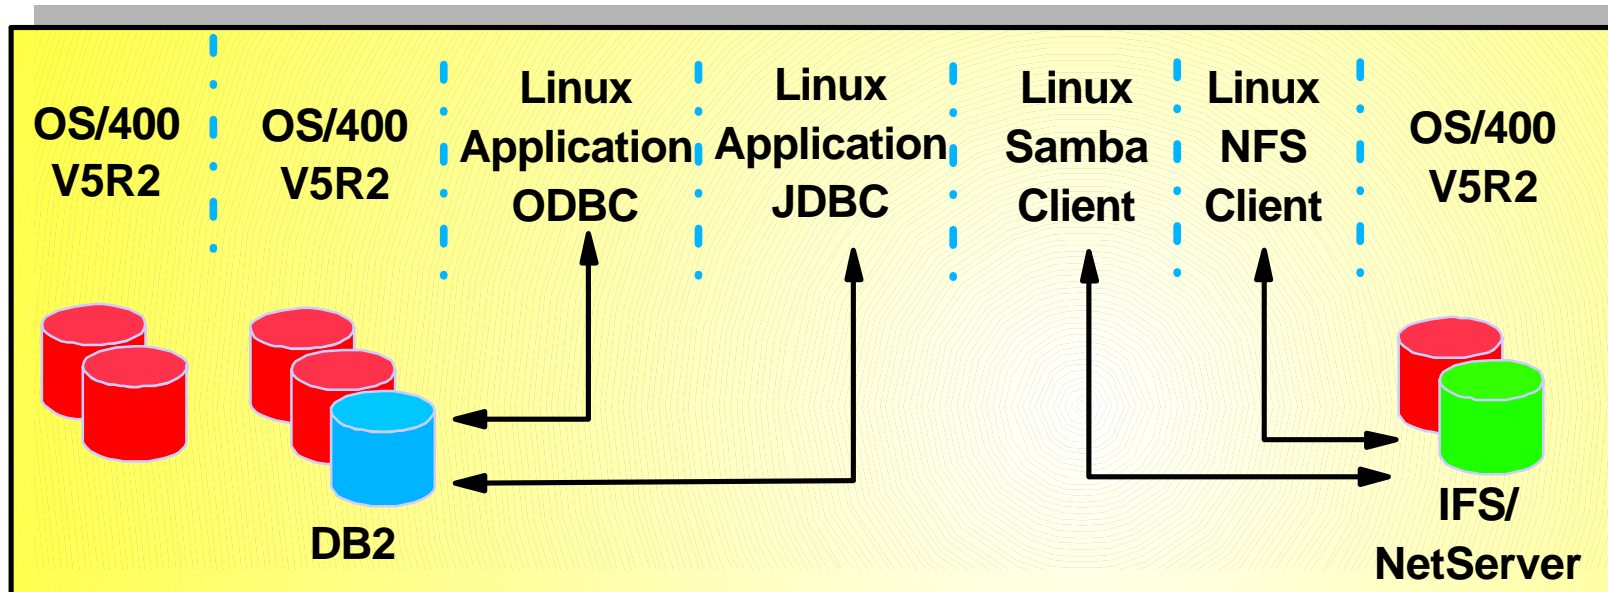 OS/400
V5R2
OS/400
V5R2
Linux
Application
ODBC
Linux
Application
JDBC
Linux
Samba
Client
Linux
NFS
Client
OS/400
V5R2
DB2
IFS/
NetServer